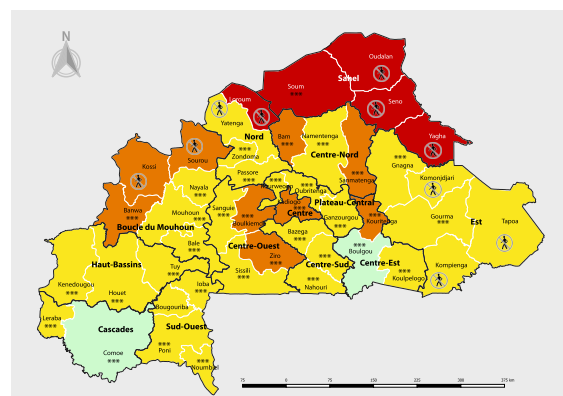 N
Oudalan
Soum
***
Sahel
Loroum
Seno
Yatenga
Nord
Bam
Namentenga
Yagha
Sourou
Zondoma
***
***
***
Centre-Nord
***
Gnagna
Kossi
Passore
***
***
Sanmatenga
Komonjdjari
Nayala
***
Oubritenga
***
Banwa
***
Mouhoun
***
Sanguie
***
Kadiogo
***
Centre
Plateau-Central
Ganzourgou
***
Kouritenga
Gourma
***
Est
Tapoa
Boulkiemde
***
Boucle du Mouhoun
Bazega
***
Bale
***
Centre-Ouest
***
Boulgou
Haut-Bassins
Ziro
***
Centre-Sud
Centre-Est
Kompienga
Tuy
***
Sissili
***
***
Koulpelogo
Kenedougou
***
Houet
***
Ioba
***
***
Nahouri
Leraba
***
Bougouriba
Cascades
Sud-Ouest
Comoe
***
***
Poni
***
Noumbiel
75 0 75 150 225 300 375 km